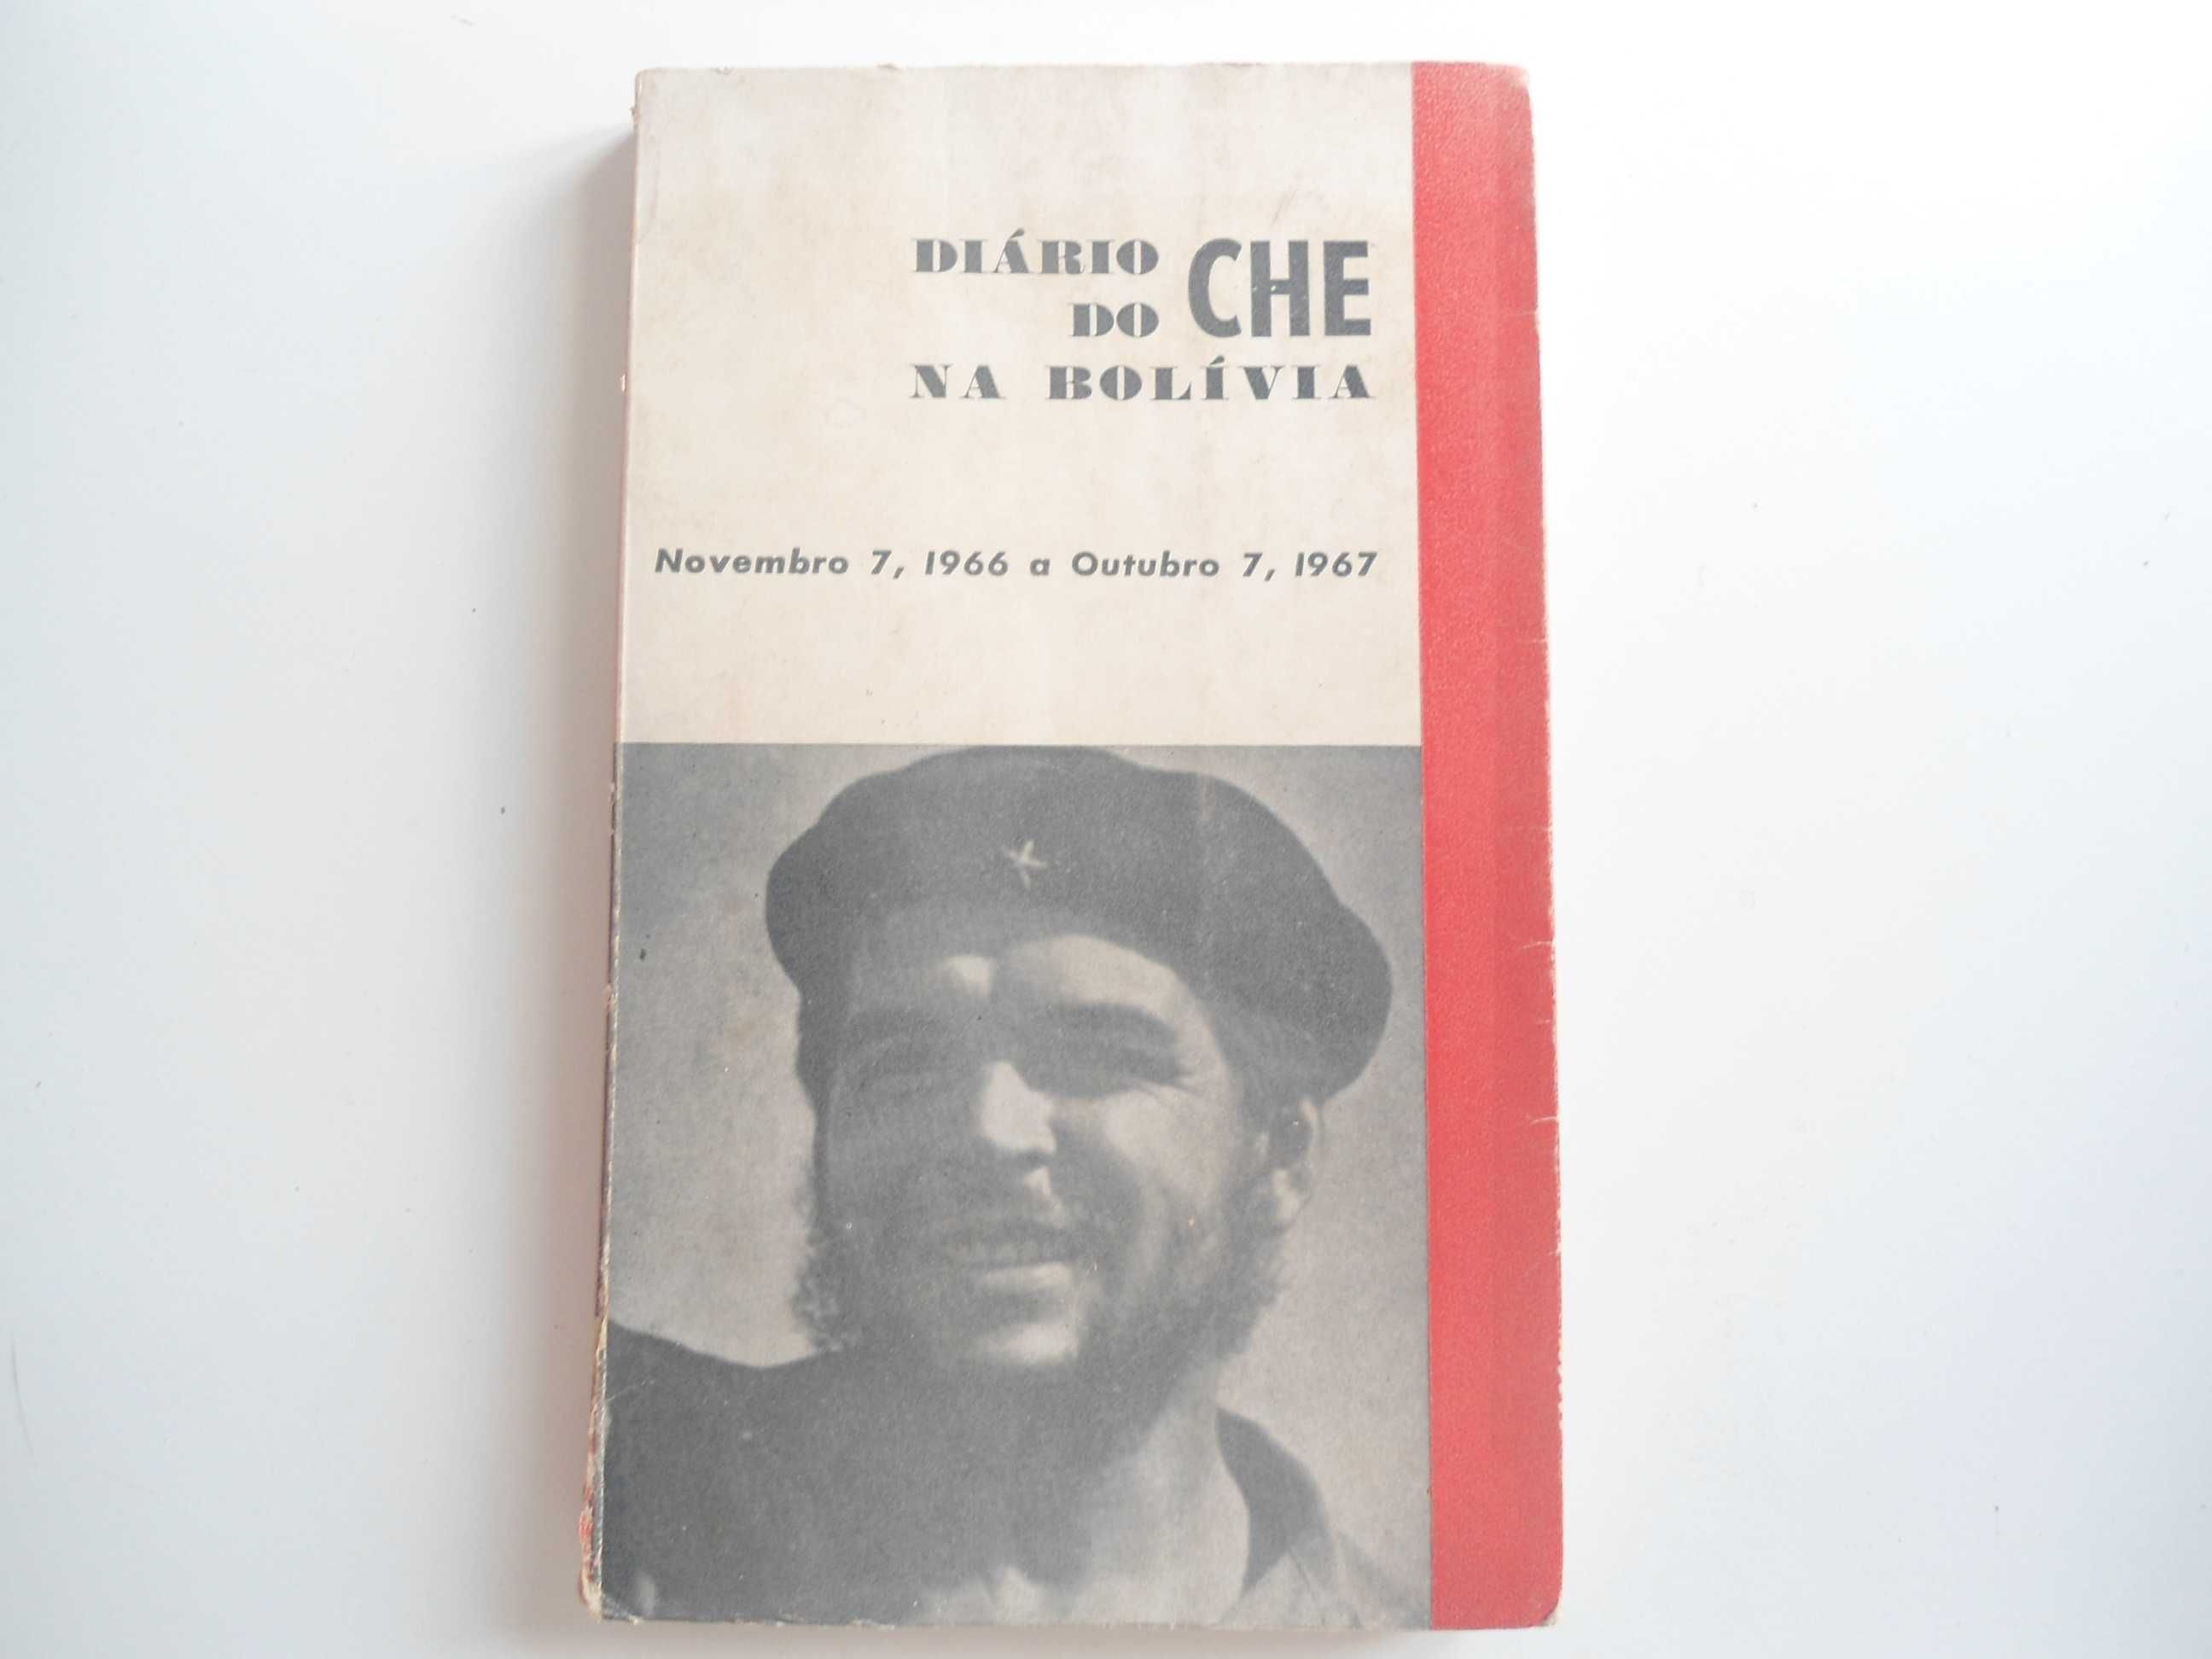 DIÁRIO
DO CHE
NA BOLÍVIA
Novembro 7, 1966 a Outubro 7, 1967